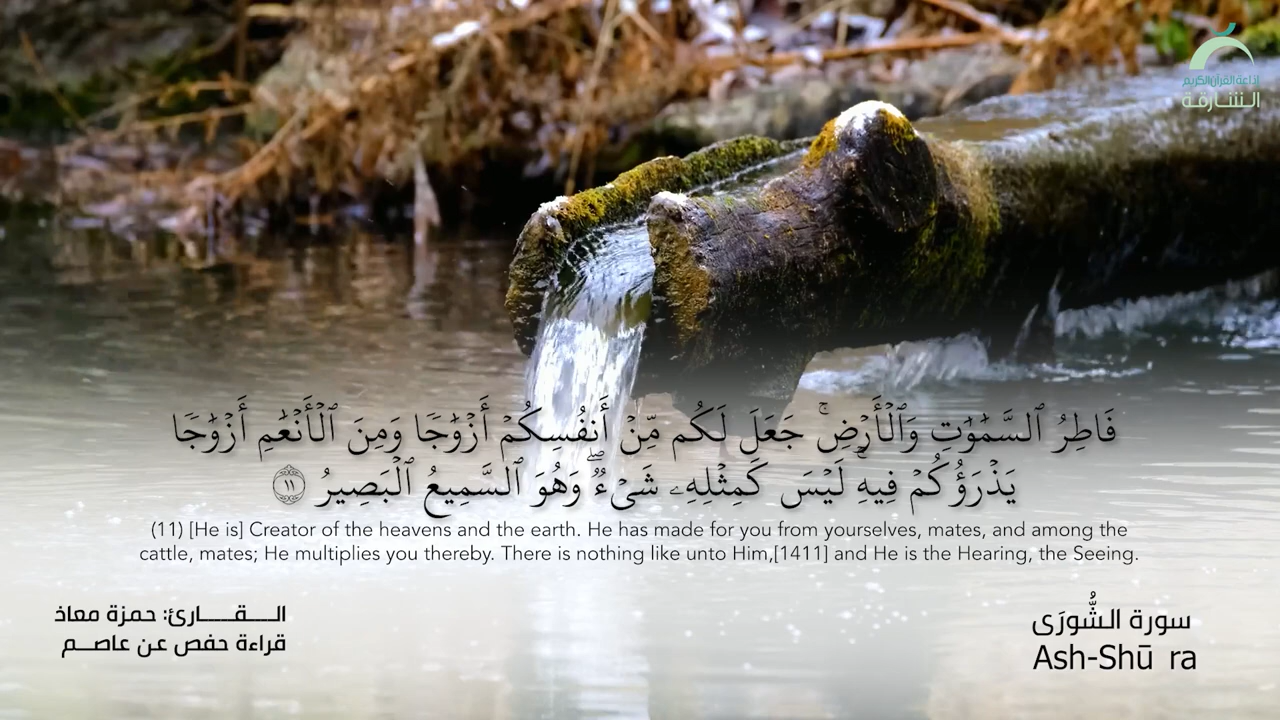 إذاعة القرآن الكريم
الشارقة
فَاطِرُ ٱلسَّمَٰوَٰتِ وَٱلۡأَرۡضِۚ جَعَلَ لَكُم مِّنۡ أَنفُسِكُمۡ أَزۡوَٰجٗا وَمِنَ ٱلۡأَنۡعَٰمِ أَزۡوَٰجٗا
يَذۡرَؤُكُمۡ فِيهِۚ لَيۡسَ كَمِثۡلِهِۦ شَيۡءٞۖ وَهُوَ ٱلسَّمِيعُ ٱلۡبَصِيرُ ١١
(11) [He is] Creator of the heavens and the earth. He has made for you from yourselves, mates, and among the
cattle, mates; He multiplies you thereby. There is nothing like unto Him,[1411] and He is the Hearing, the Seeing.
سورة الشُّورَى
Ash-Shū ra
الـــقـــارئ: حمزة معاذ
قراءة حفص عن عاصـم